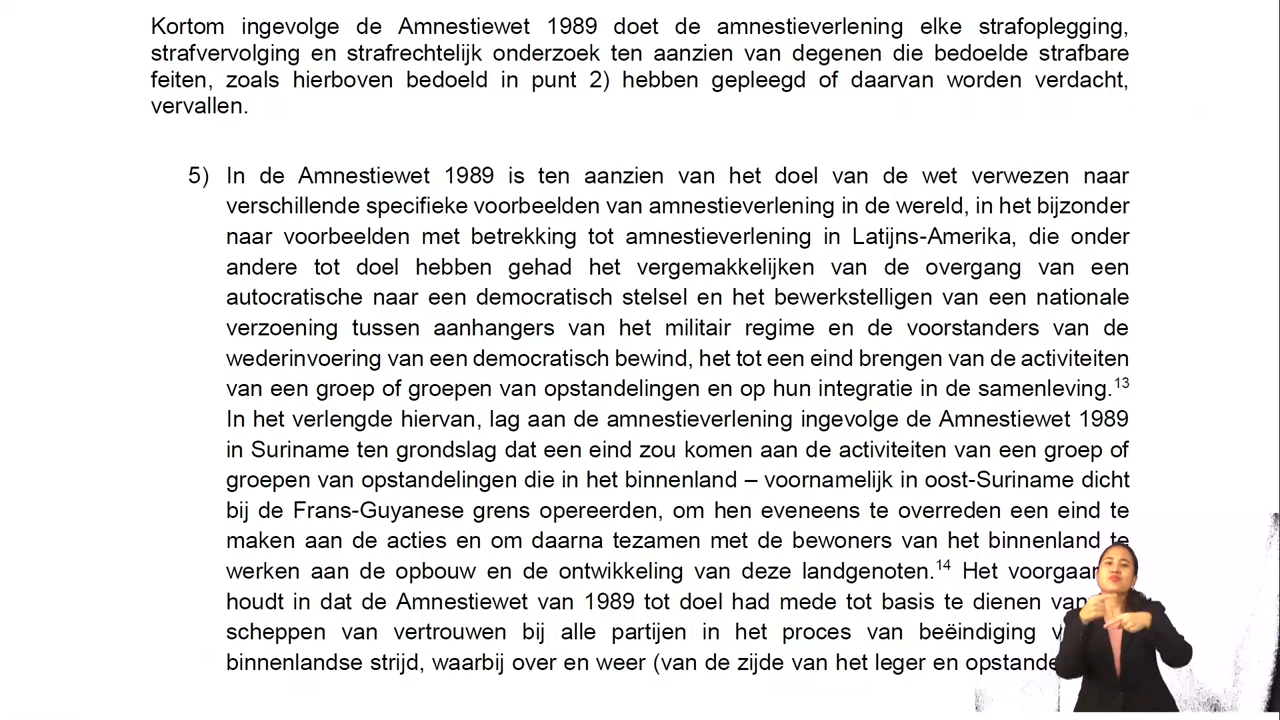 Kortom ingevolge de Amnestiewet 1989 doet de amnestieverlening elke strafoplegging,
strafvervolging en strafrechtelijk onderzoek ten aanzien van degenen die bedoelde strafbare
feiten, zoals hierboven bedoeld in punt 2) hebben gepleegd of daarvan worden verdacht,
vervallen.
5) In de Amnestiewet 1989 is ten aanzien van het doel van de wet verwezen naar
verschillende specifieke voorbeelden van amnestieverlening in de wereld, in het bijzonder
naar voorbeelden met betrekking tot amnestieverlening in Latijns-Amerika, die onder
andere tot doel hebben gehad het vergemakkelijken van de overgang van een
autocratische naar een democratisch stelsel en het bewerkstelligen van een nationale
verzoening tussen aanhangers van het militair regime en de voorstanders van de
wederinvoering van een democratisch bewind, het tot een eind brengen van de activiteiten
van een groep of groepen van opstandelingen en op hun integratie in de samenleving.13
In het verlengde hiervan, lag aan de amnestieverlening ingevolge de Amnestiewet 1989
in Suriname ten grondslag dat een eind zou komen aan de activiteiten van een groep of
groepen van opstandelingen die in het binnenland – voornamelijk in oost-Suriname dicht
bij de Frans-Guyanese grens opereerden, om hen eveneens te overreden een eind te
maken aan de acties en om daarna tezamen met de bewoners van het binnenland te
werken aan de opbouw en de ontwikkeling van deze landgenoten.14 Het
houdt in dat de Amnestiewet van 1989 tot doel had mede tot basis te dienen
scheppen van vertrouwen bij alle partijen in het proces van beëindiging
binnenlandse strijd, waarbij over en weer (van de zijde van het leger en